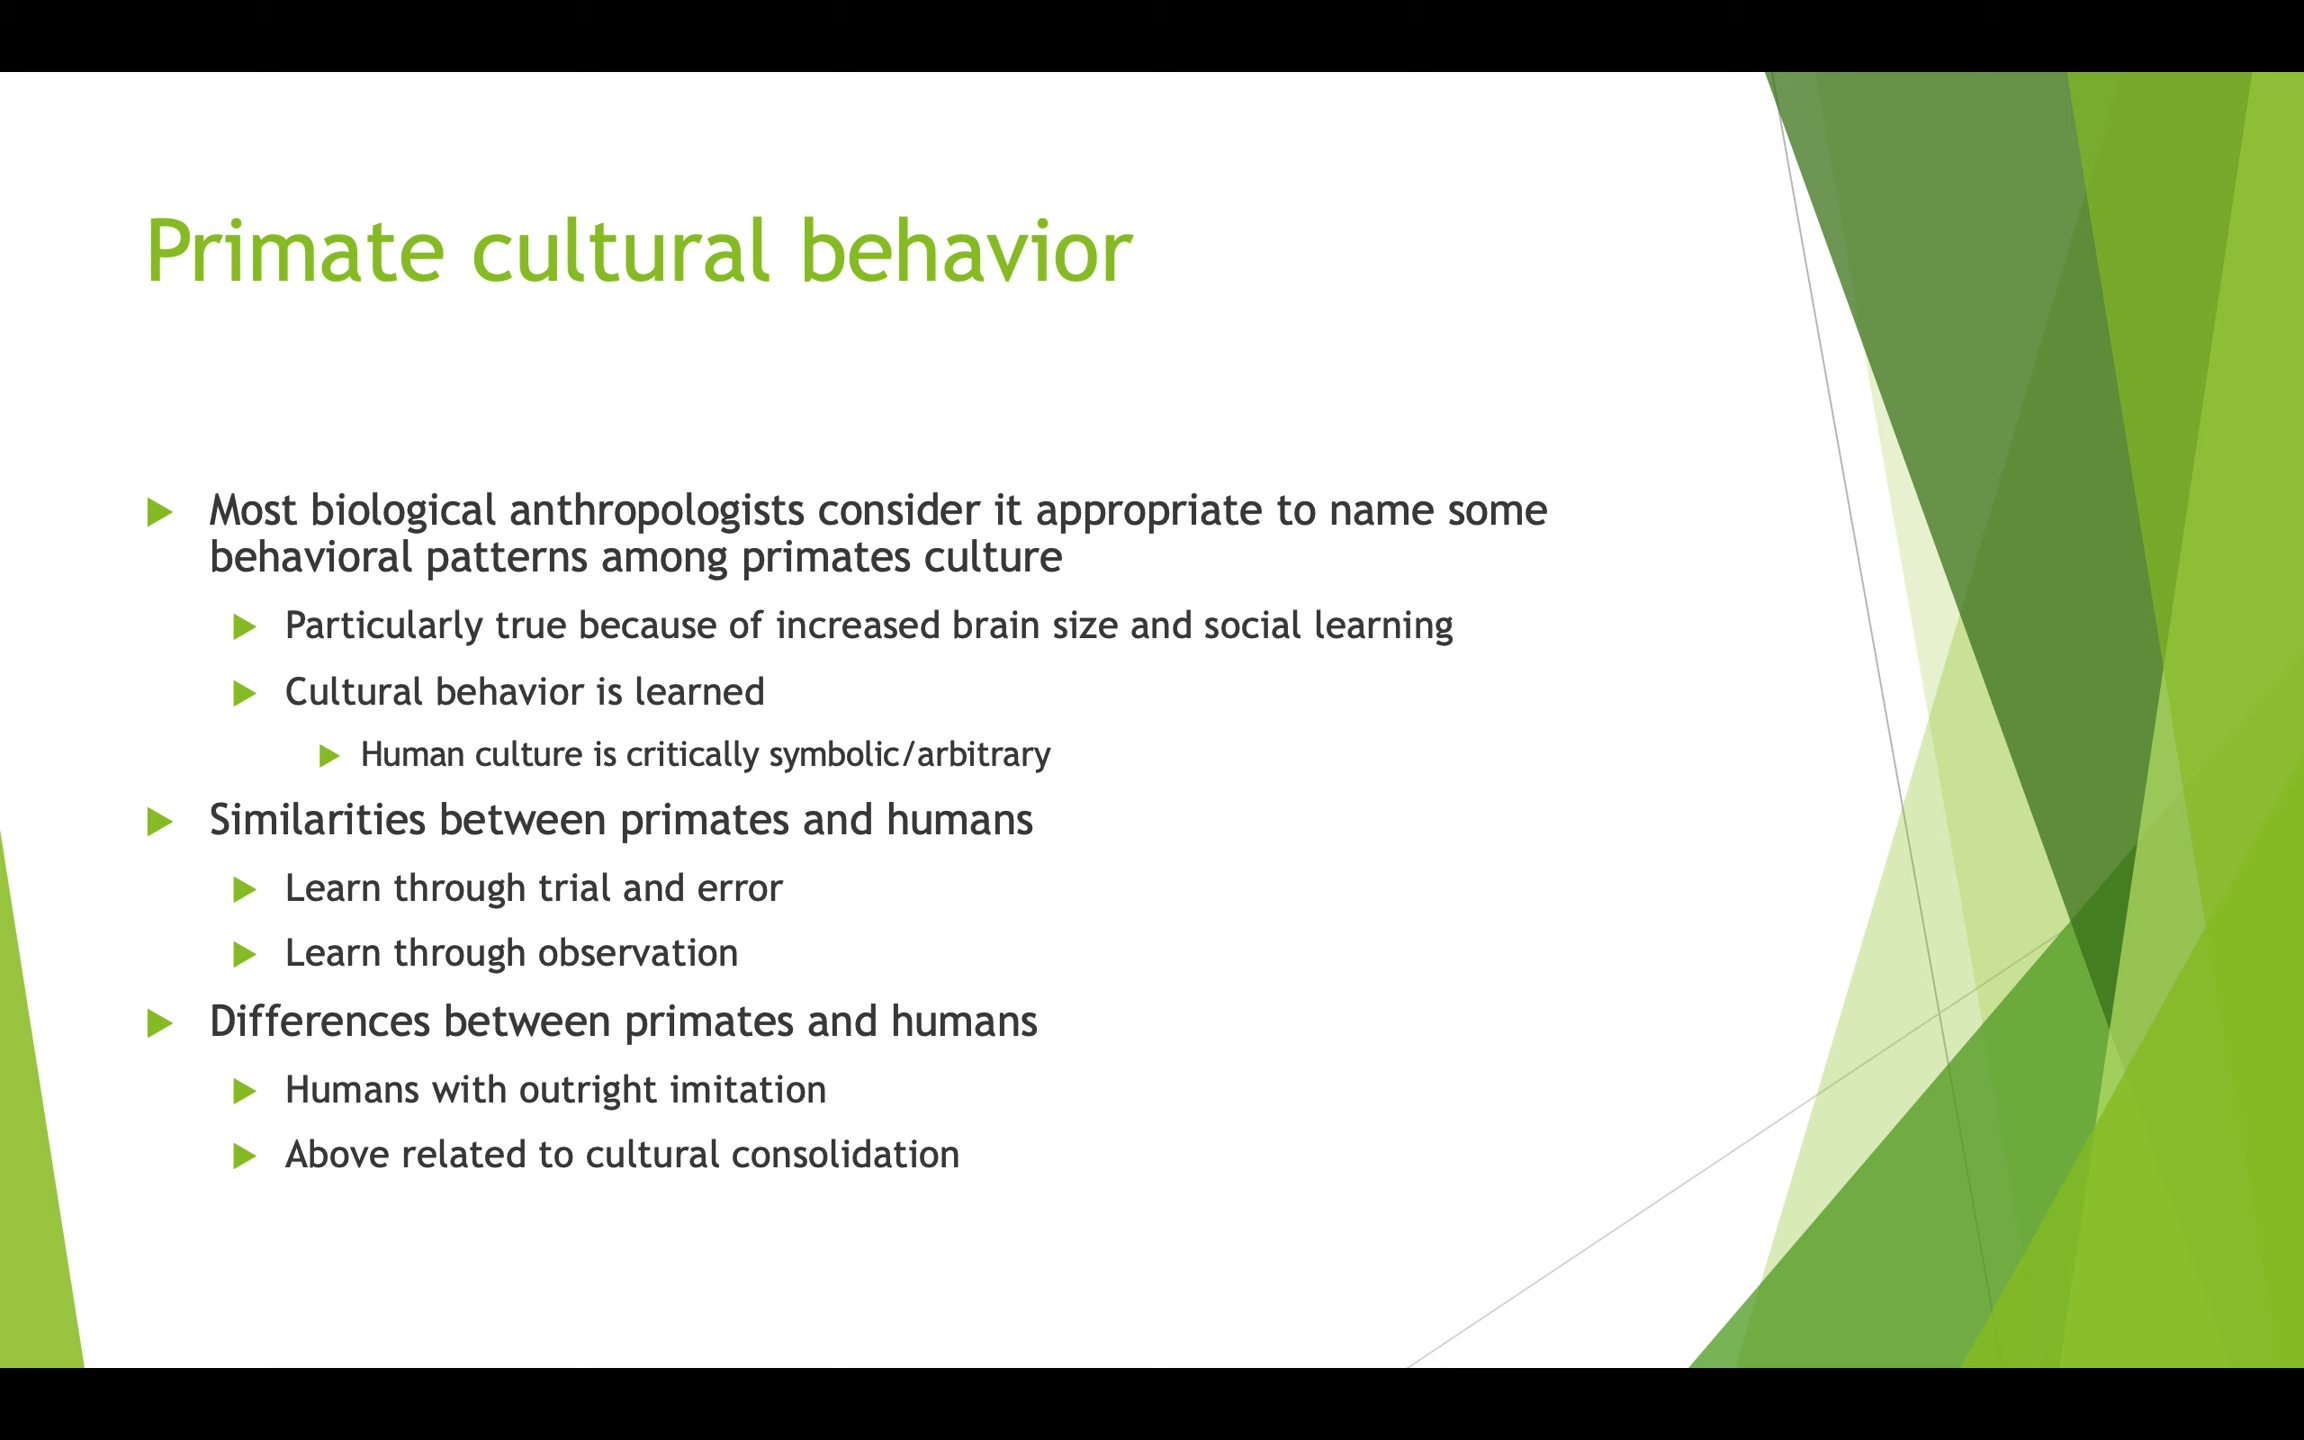 Primate cultural behavior
Most biological anthropologists consider it appropriate to name some
behavioral patterns among primates culture
Particularly true because of increased brain size and social learning
Cultural behavior is learned
Human culture is critically symbolic/arbitrary
Similarities between primates and humans
Learn through trial and error
Learn through observation
Differences between primates and humans
Humans with outright imitation
Above related to cultural consolidation